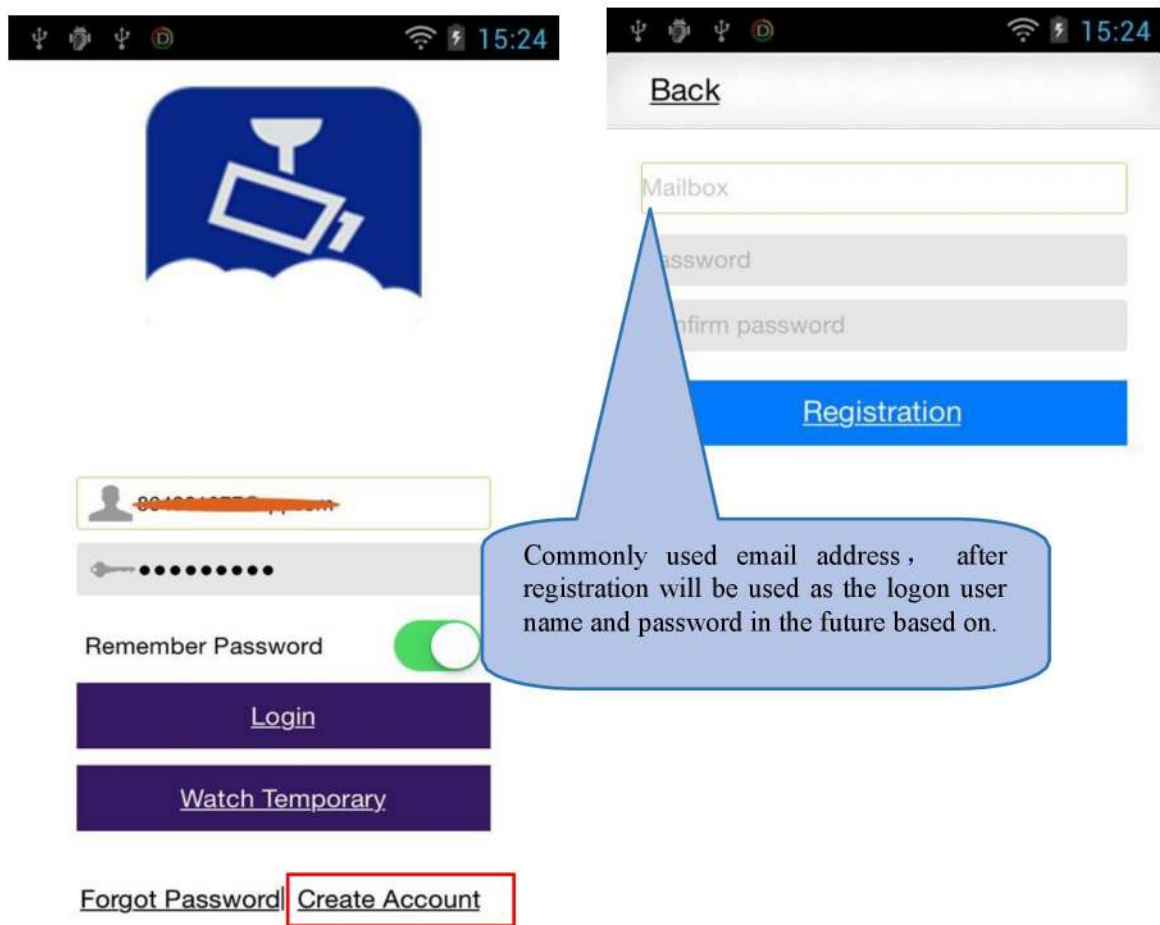 15:24
Remember Password
Login
Watch Temporary
Forgot Password| Create Account
15:24
Back
Mailbox
assword
nfirm password
Registration
Commonly used email address， after
registration will be used as the logon user
name and password in the future based on.